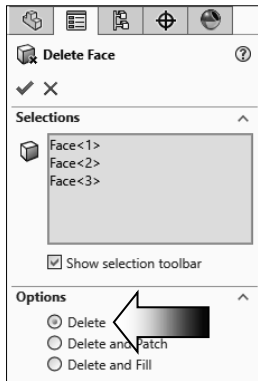 Delete Face
Selections
Face<1>
Face<2>
Face<3>
Show selection toolbar
Options
Delete
Delete and Patch
Delete and Fill